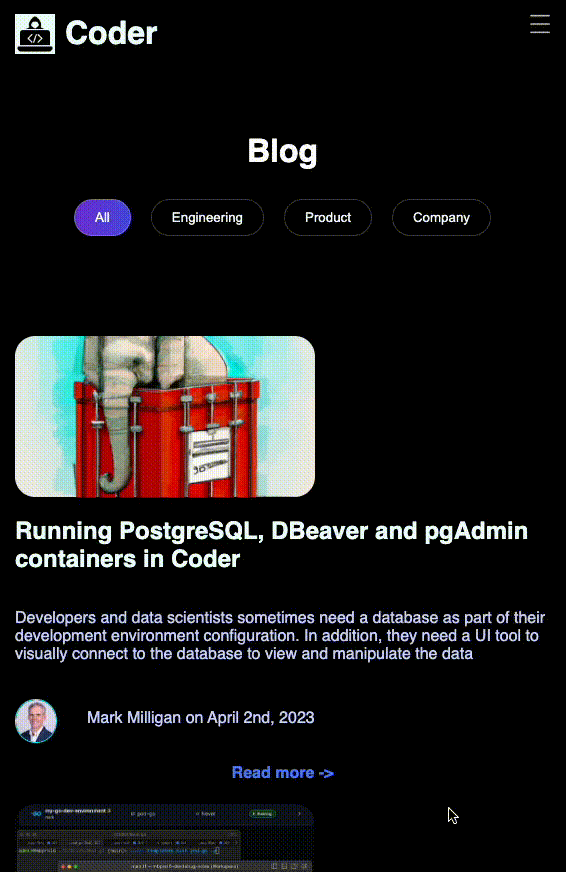 </> Coder
Blog
All Engineering Product Company
Running PostgreSQL, DBeaver and pgAdmin
containers in Coder
Developers and data scientists sometimes need a database as part of their
development environment configuration. In addition, they need a UI tool to
visually connect to the database to view and manipulate the data
Mark Milligan on April 2nd, 2023
Read more ->